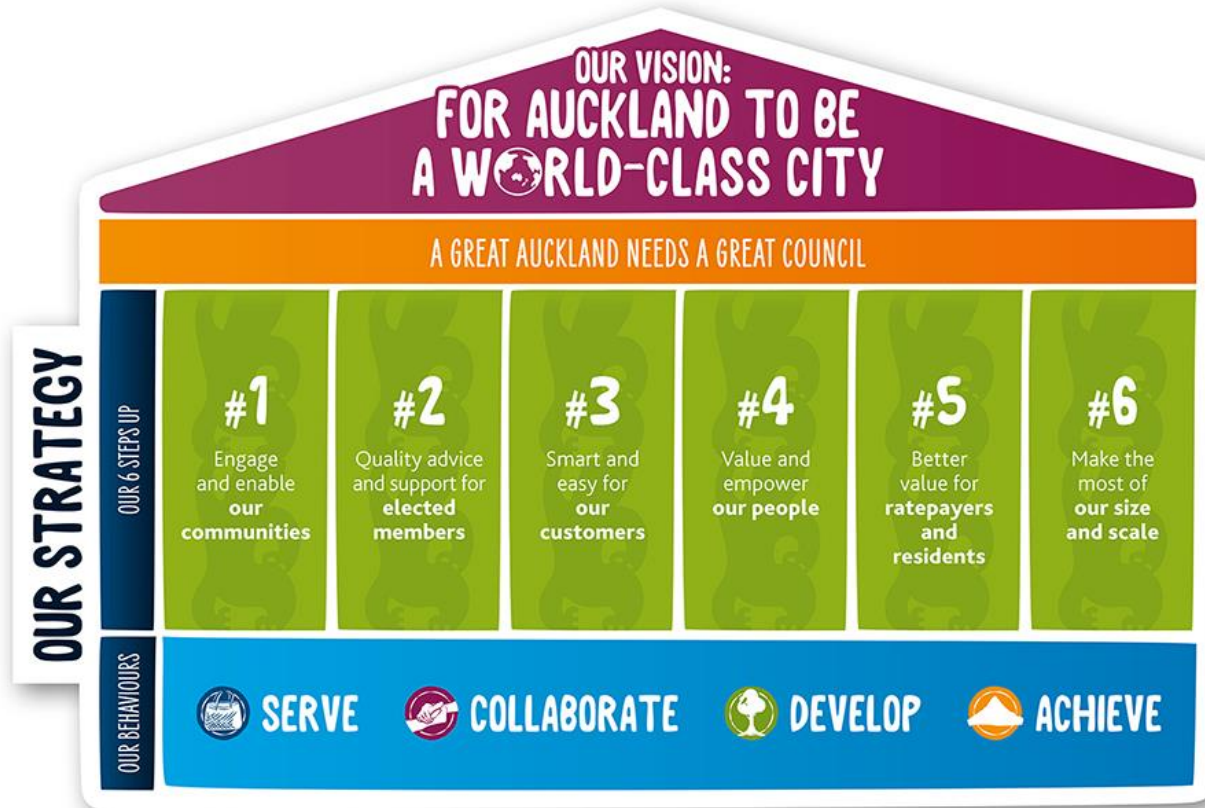 OUR VISION:
FOR AUCKLAND TO BE
A WORLD-CLASS CITY
A GREAT AUCKLAND NEEDS A GREAT COUNCIL
OUR STRATEGY
OUR 6 STEPS UP
#1
Engage
and enable
our
communities
#2
Quality advice
and support for
elected
members
#3
Smart and
easy for
our
customers
#4
Value and
empower
our people
#5
Better
value for
ratepayers
and
residents
#6
Make the
most of
our size
and scale
OUR BEHAVIOURS
SERVE
COLLABORATE
DEVELOP
ACHIEVE